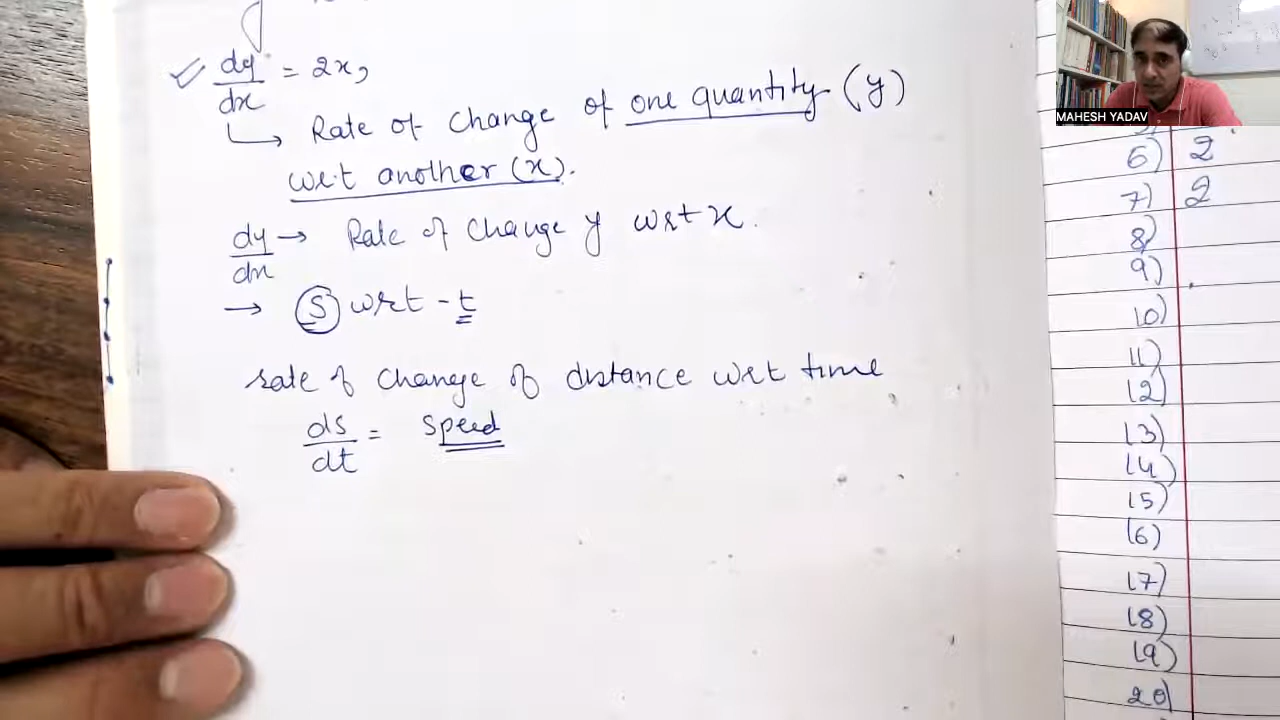 dy/dx = 2x,
Rate of change of one quantity (y)
wrt another (x).
dy/dx → Rate of change y wrt x.
→ S wrt - t
rate of change of distance wrt time
ds/dt = speed
MAHESH YADAV
6) 2
7) 2
8)
9)
10)
11)
12)
13)
14)
15)
16)
17)
18)
19)
20)